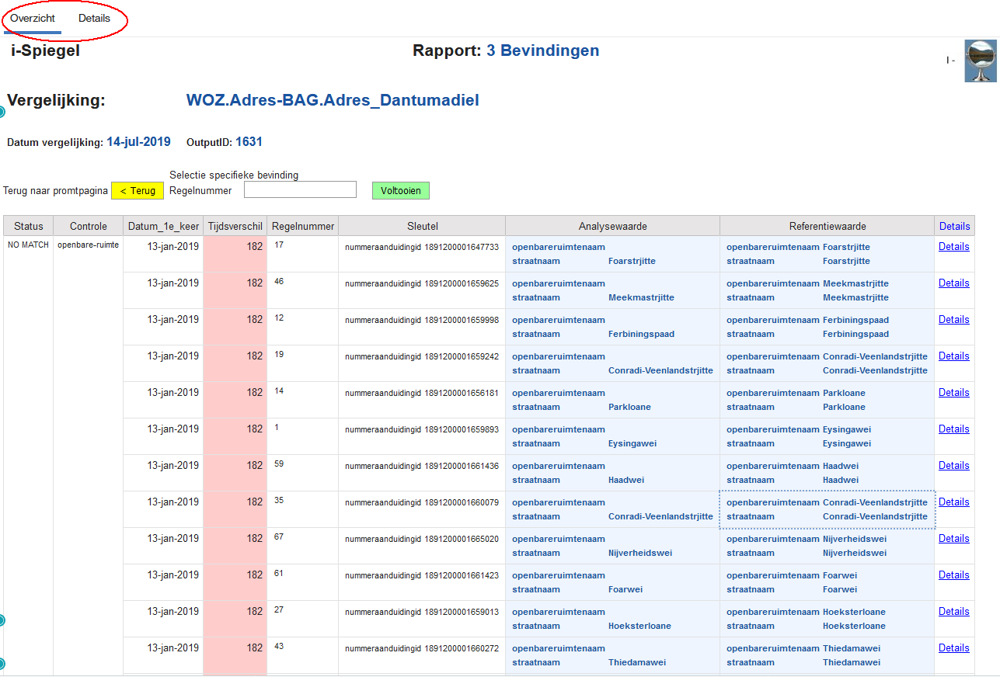 Overzicht Details
i-Spiegel Rapport: 3 Bevindingen I -
Vergelijking: WOZ.Adres-BAG.Adres_Dantumadiel
Datum vergelijking: 14-jul-2019 OutputID: 1631
Selectie specifieke bevinding
Terug naar promtpagina < Terug Regelnummer Voltooien
Status Controle Datum_1e_keer Tijdsverschil Regelnummer Sleutel Analysewaarde Referentiewaarde Details
NO MATCH openbare-ruimte 13-jan-2019 182 17 nummeraanduidingid 1891200001647733 openbareruimtenaam openbareruimtenaam Foarstrjitte Details
straatnaam Foarstrjitte straatnaam Foarstrjitte
13-jan-2019 182 46 nummeraanduidingid 1891200001659625 openbareruimtenaam openbareruimtenaam Meekmastrjitte Details
straatnaam Meekmastrjitte straatnaam Meekmastrjitte
13-jan-2019 182 12 nummeraanduidingid 1891200001659998 openbareruimtenaam openbareruimtenaam Ferbiningspaad Details
straatnaam Ferbiningspaad straatnaam Ferbiningspaad
13-jan-2019 182 19 nummeraanduidingid 1891200001659242 openbareruimtenaam openbareruimtenaam Conradi-Veenlandstrjitte Details
straatnaam Conradi-Veenlandstrjitte straatnaam Conradi-Veenlandstrjitte
13-jan-2019 182 14 nummeraanduidingid 1891200001656181 openbareruimtenaam openbareruimtenaam Parkloane Details
straatnaam Parkloane straatnaam Parkloane
13-jan-2019 182 1 nummeraanduidingid 1891200001659893 openbareruimtenaam openbareruimtenaam Eysingawei Details
straatnaam Eysingawei straatnaam Eysingawei
13-jan-2019 182 59 nummeraanduidingid 1891200001661436 openbareruimtenaam openbareruimtenaam Haadwei Details
straatnaam Haadwei straatnaam Haadwei
13-jan-2019 182 35 nummeraanduidingid 1891200001660079 openbareruimtenaam openbareruimtenaam Conradi-Veenlandstrjitte Details
straatnaam Conradi-Veenlandstrjitte straatnaam Conradi-Veenlandstrjitte
13-jan-2019 182 67 nummeraanduidingid 1891200001665020 openbareruimtenaam openbareruimtenaam Nijverheidswei Details
straatnaam Nijverheidswei straatnaam Nijverheidswei
13-jan-2019 182 61 nummeraanduidingid 1891200001661423 openbareruimtenaam openbareruimtenaam Foarwei Details
straatnaam Foarwei straatnaam Foarwei
13-jan-2019 182 27 nummeraanduidingid 1891200001659013 openbareruimtenaam openbareruimtenaam Hoeksterloane Details
straatnaam Hoeksterloane straatnaam Hoeksterloane
13-jan-2019 182 43 nummeraanduidingid 1891200001660272 openbareruimtenaam openbareruimtenaam Thiedamawei Details
straatnaam Thiedamawei straatnaam Thiedamawei